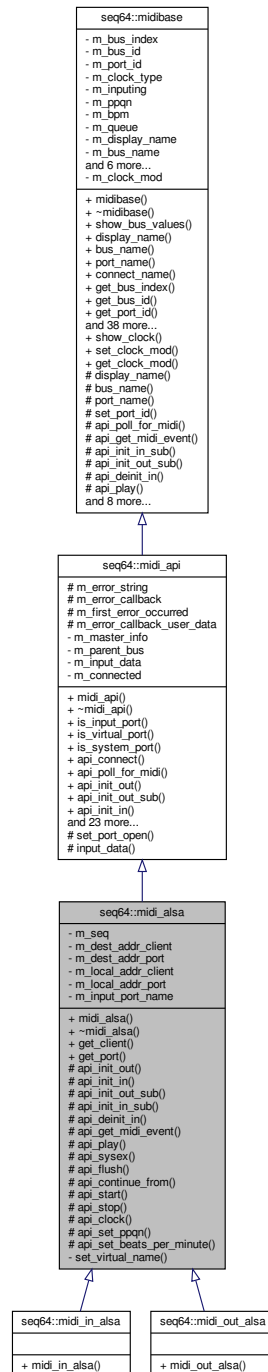 seq64::midibase
- m_bus_index
- m_bus_id
- m_port_id
- m_clock_type
- m_inputing
- m_ppqn
- m_bpm
- m_queue
- m_display_name
- m_bus_name
and 6 more...
- m_clock_mod
+ midibase()
+ ~midibase()
+ show_bus_values()
+ display_name()
+ bus_name()
+ port_name()
+ connect_name()
+ get_bus_index()
+ get_bus_id()
+ get_port_id()
and 38 more...
+ show_clock()
+ set_clock_mod()
+ get_clock_mod()
# display_name()
# bus_name()
# port_name()
# set_port_id()
# api_poll_for_midi()
# api_get_midi_event()
# api_init_in_sub()
# api_init_out_sub()
# api_deinit_in()
# api_play()
and 8 more...
seq64::midi_api
# m_error_string
# m_error_callback
# m_first_error_occurred
# m_error_callback_user_data
- m_master_info
- m_parent_bus
- m_input_data
- m_connected
+ midi_api()
+ ~midi_api()
+ is_input_port()
+ is_virtual_port()
+ is_system_port()
+ api_connect()
+ api_poll_for_midi()
+ api_init_out()
+ api_init_out_sub()
+ api_init_in()
and 23 more...
# set_port_open()
# input_data()
seq64::midi_alsa
- m_seq
- m_dest_addr_client
- m_dest_addr_port
- m_local_addr_client
- m_local_addr_port
- m_input_port_name
+ midi_alsa()
+ ~midi_alsa()
+ get_client()
+ get_port()
# api_init_out()
# api_init_in()
# api_init_out_sub()
# api_init_in_sub()
# api_deinit_in()
# api_get_midi_event()
# api_play()
# api_sysex()
# api_flush()
# api_continue_from()
# api_start()
# api_stop()
# api_clock()
# api_set_ppqn()
# api_set_beats_per_minute()
- set_virtual_name()
seq64::midi_in_alsa
+ midi_in_alsa()
seq64::midi_out_alsa
+ midi_out_alsa()